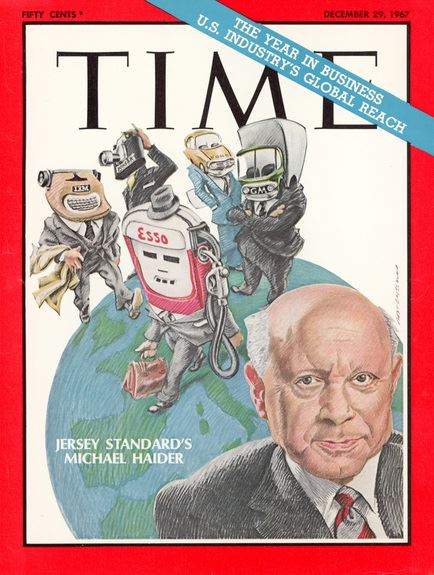 FIFTY CENTS
DECEMBER 29, 1967
THE YEAR IN BUSINESS
U.S. INDUSTRY'S GLOBAL REACH
TIME
IBM
GM
ESSO
JERSEY STANDARD'S
MICHAEL HAIDER